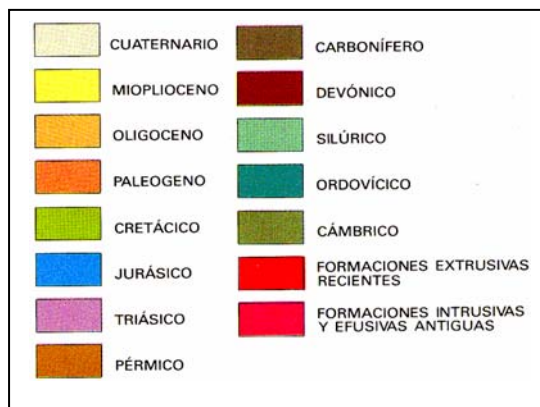 CUATERNARIO
MIOPLIOCENO
OLIGOCENO
PALEOGENO
CRETÁCICO
JURÁSICO
TRIÁSICO
PÉRMICO
CARBONÍFERO
DEVÓNICO
SILÚRICO
ORDOVÍCICO
CÁMBRICO
FORMACIONES EXTRUSIVAS
RECIENTES
FORMACIONES INTRUSIVAS
Y EFUSIVAS ANTIGUAS